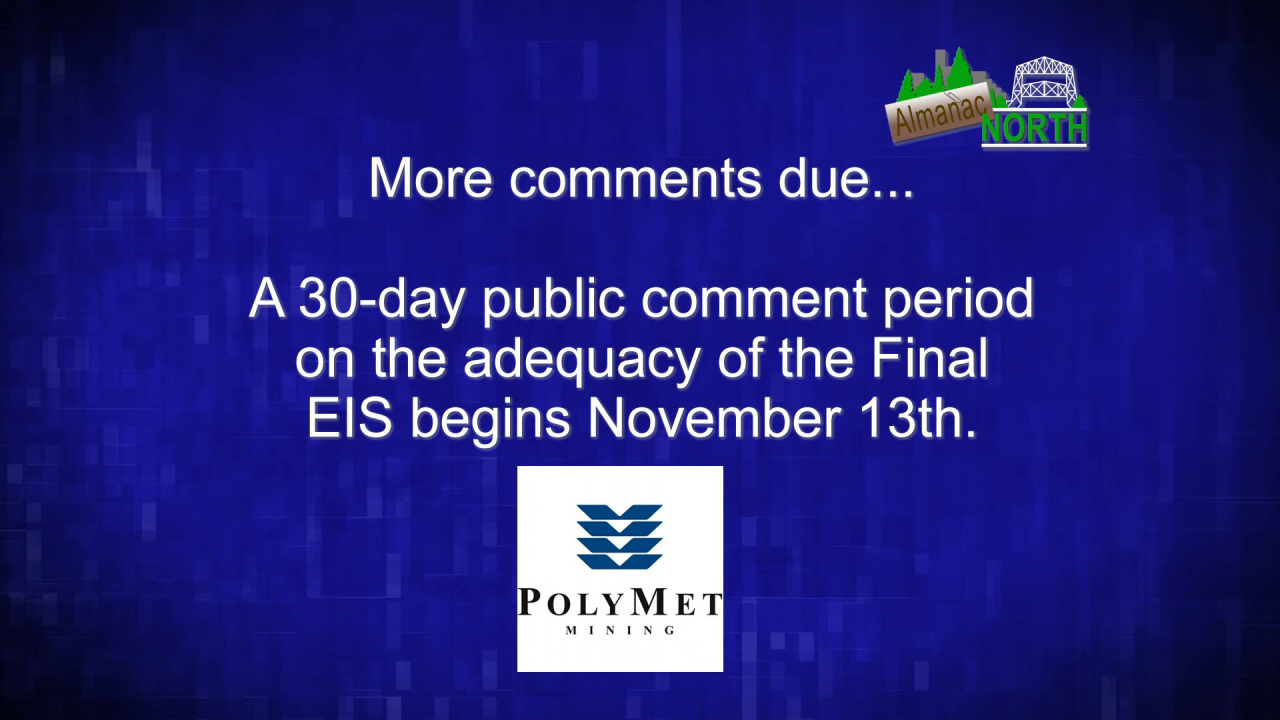 Almanac
NORTH
More comments due...
A 30-day public comment period
on the adequacy of the Final
EIS begins November 13th.
POLYMET
MINING